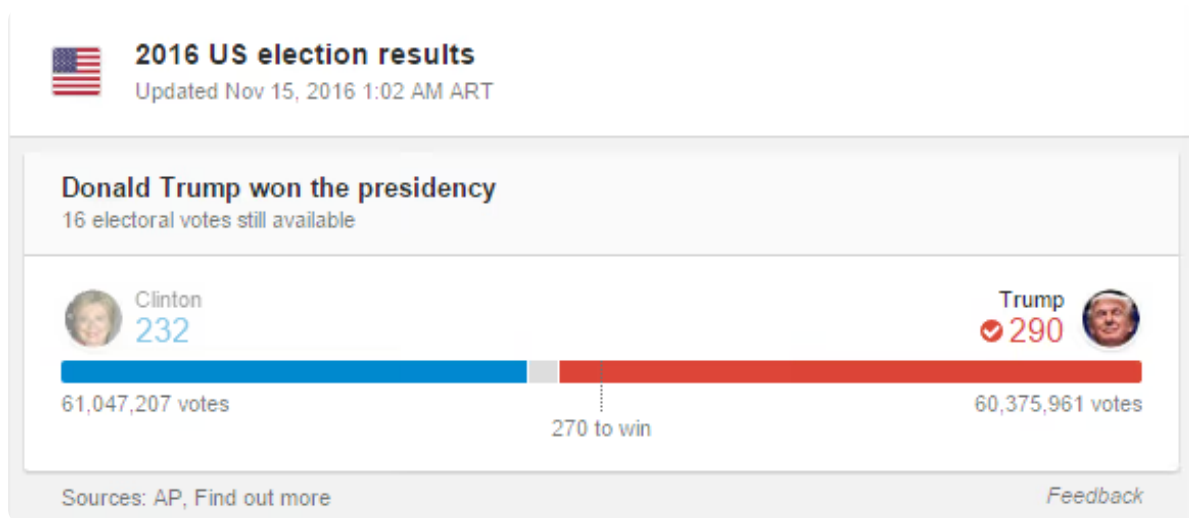 2016 US election results
Updated Nov 15, 2016 1:02 AM ART
Donald Trump won the presidency
16 electoral votes still available
Clinton
232
Trump
290
61,047,207 votes
60,375,961 votes
270 to win
Sources: AP, Find out more
Feedback